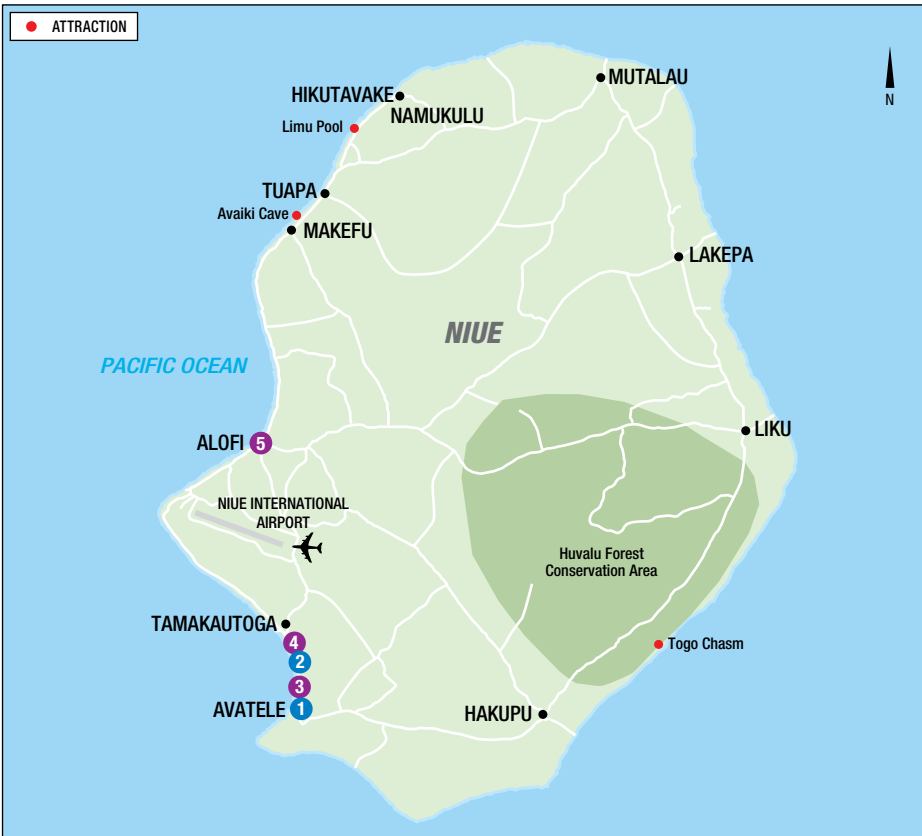 ATTRACTION
N
MUTALAU
HIKUTAVAKE
NAMUKULU
Limu Pool
TUAPA
Avaiki Cave
MAKEFU
LAKEPA
NIUE
PACIFIC OCEAN
LIKU
ALOFI 5
NIUE INTERNATIONAL
AIRPORT
Huvalu Forest
Conservation Area
TAMAKAUTOGA
4
Togo Chasm
2
3
AVATELE 1
HAKUPU